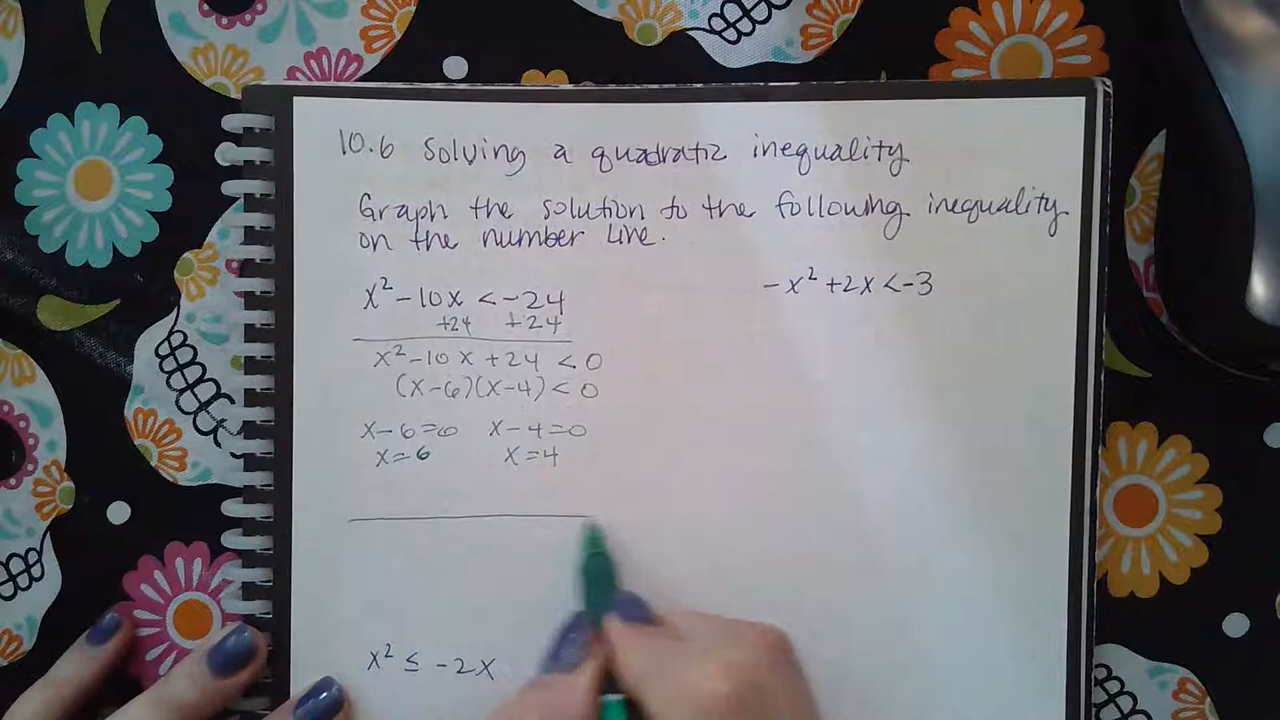 10.6 Solving a quadratic inequality
Graph the solution to the following inequality
on the number line.
x² - 10x < -24
+24 +24
x² - 10x + 24 < 0
(x-6)(x-4) < 0
x-6=0 x-4=0
x=6 x=4
-x² + 2x < -3
x² ≤ -2x